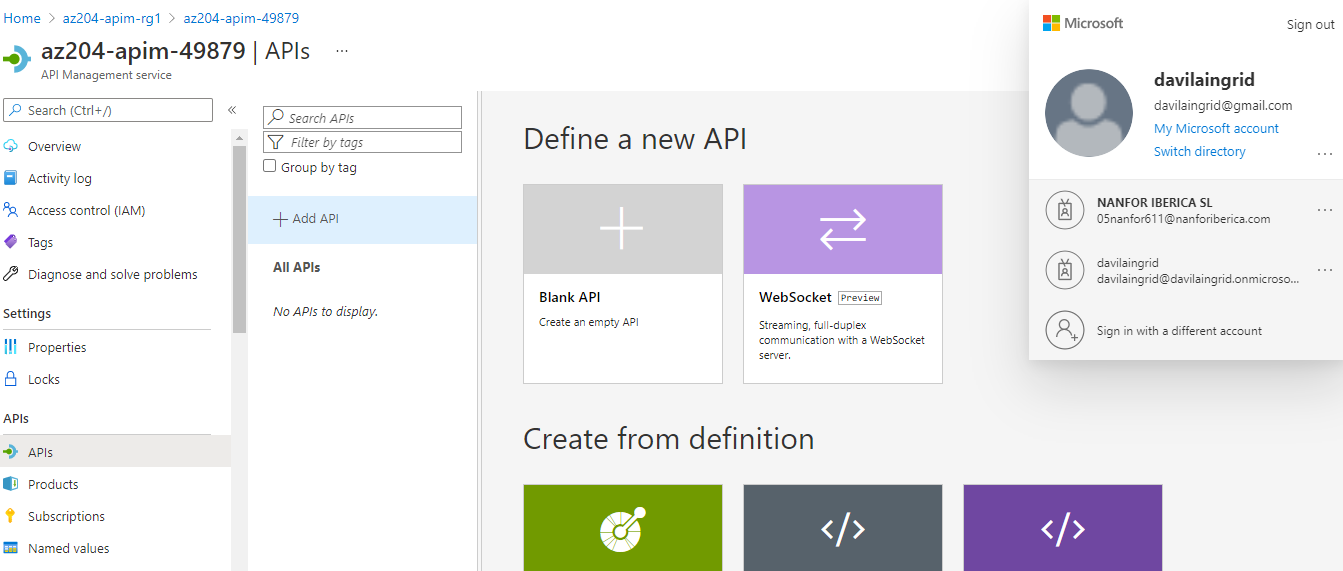 Home > az204-apim-rg1 > az204-apim-49879
az204-apim-49879 | APIs ...
API Management service
Search (Ctrl+/) «
Overview
Activity log
Access control (IAM)
Tags
Diagnose and solve problems
Settings
Properties
Locks
APIs
APIs
Products
Subscriptions
Named values
Search APIs
Filter by tags
Group by tag
+ Add API
All APIs
No APIs to display.
Define a new API
Blank API
Create an empty API
WebSocket Preview
Streaming, full-duplex
communication with a WebSocket
server.
Create from definition
</>
</>
Microsoft
Sign out
davilaingrid
davilaingrid@gmail.com
My Microsoft account
Switch directory
...
NANFOR IBERICA SL
05nanfor611@nanforiberica.com
...
davilaingrid
davilaingrid@davilaingrid.onmicroso...
...
Sign in with a different account